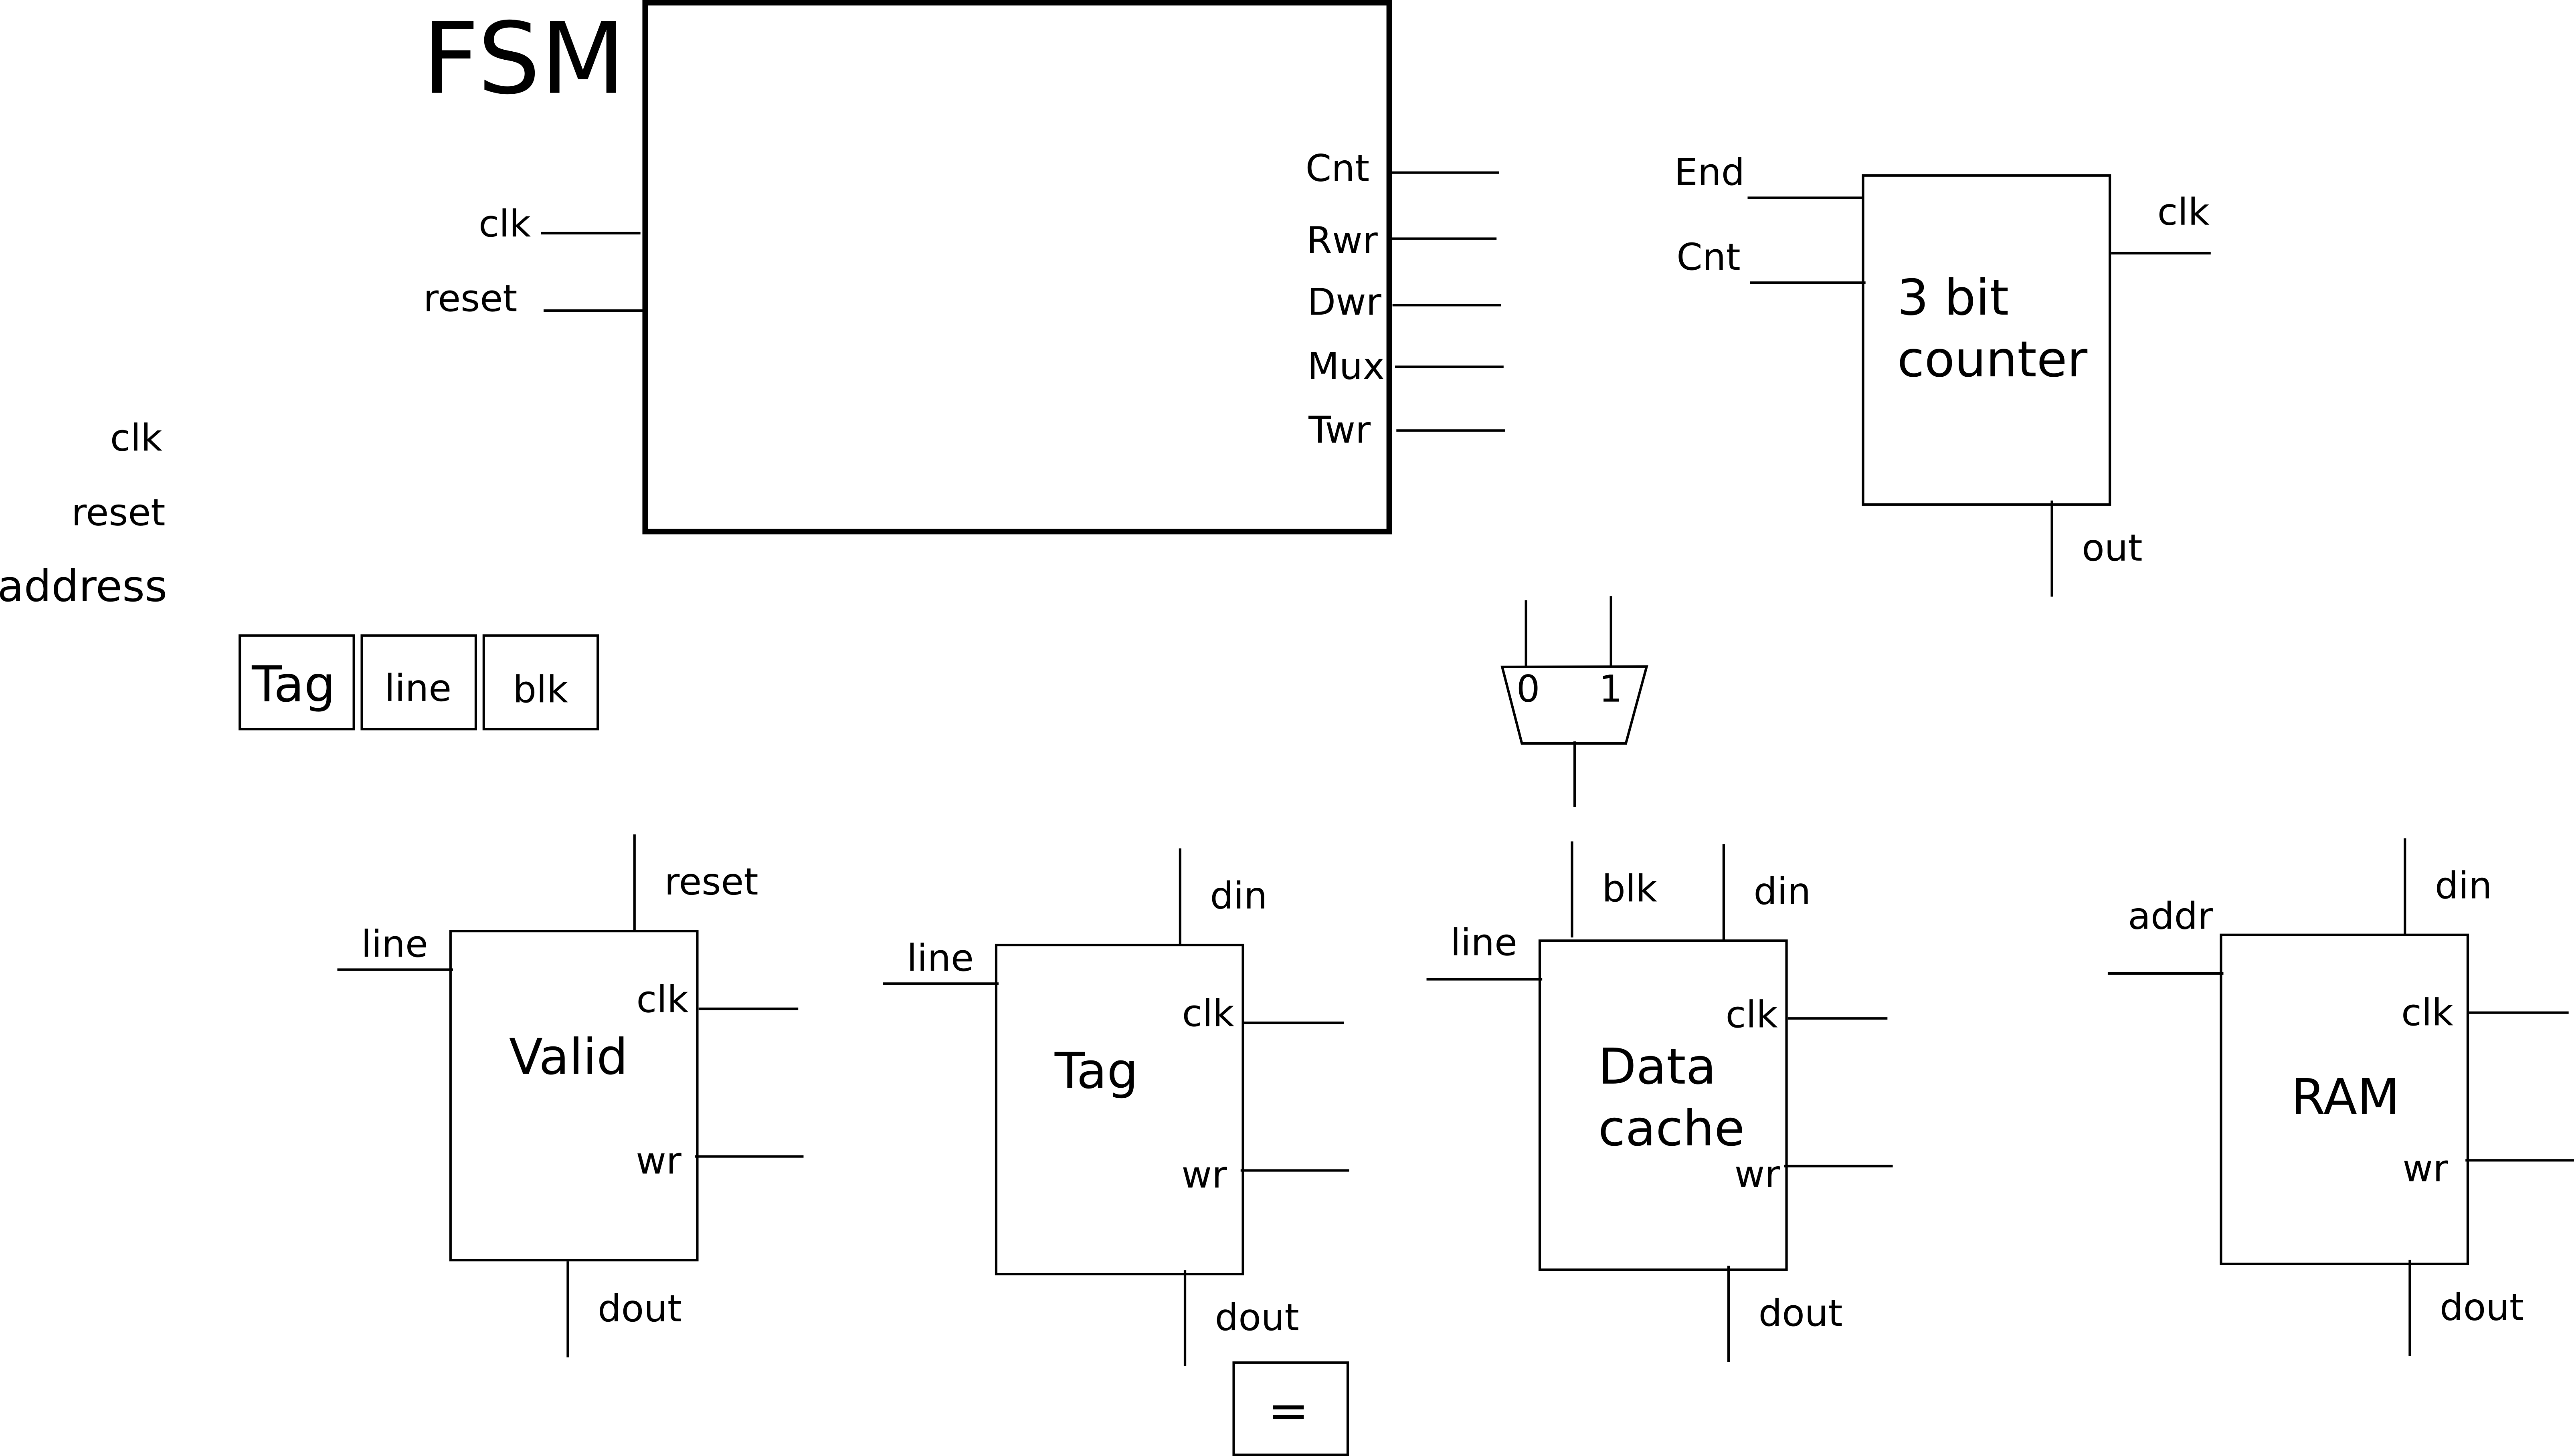 FSM
Cnt
End
clk
clk
Rwr
Cnt
reset
Dwr
3 bit
counter
Mux
clk
Twr
reset
out
address
Tag
line
blk
0
1
reset
din
blk
din
din
line
line
line
addr
clk
clk
clk
clk
Valid
Tag
Data
cache
RAM
wr
wr
wr
wr
dout
dout
dout
dout
=